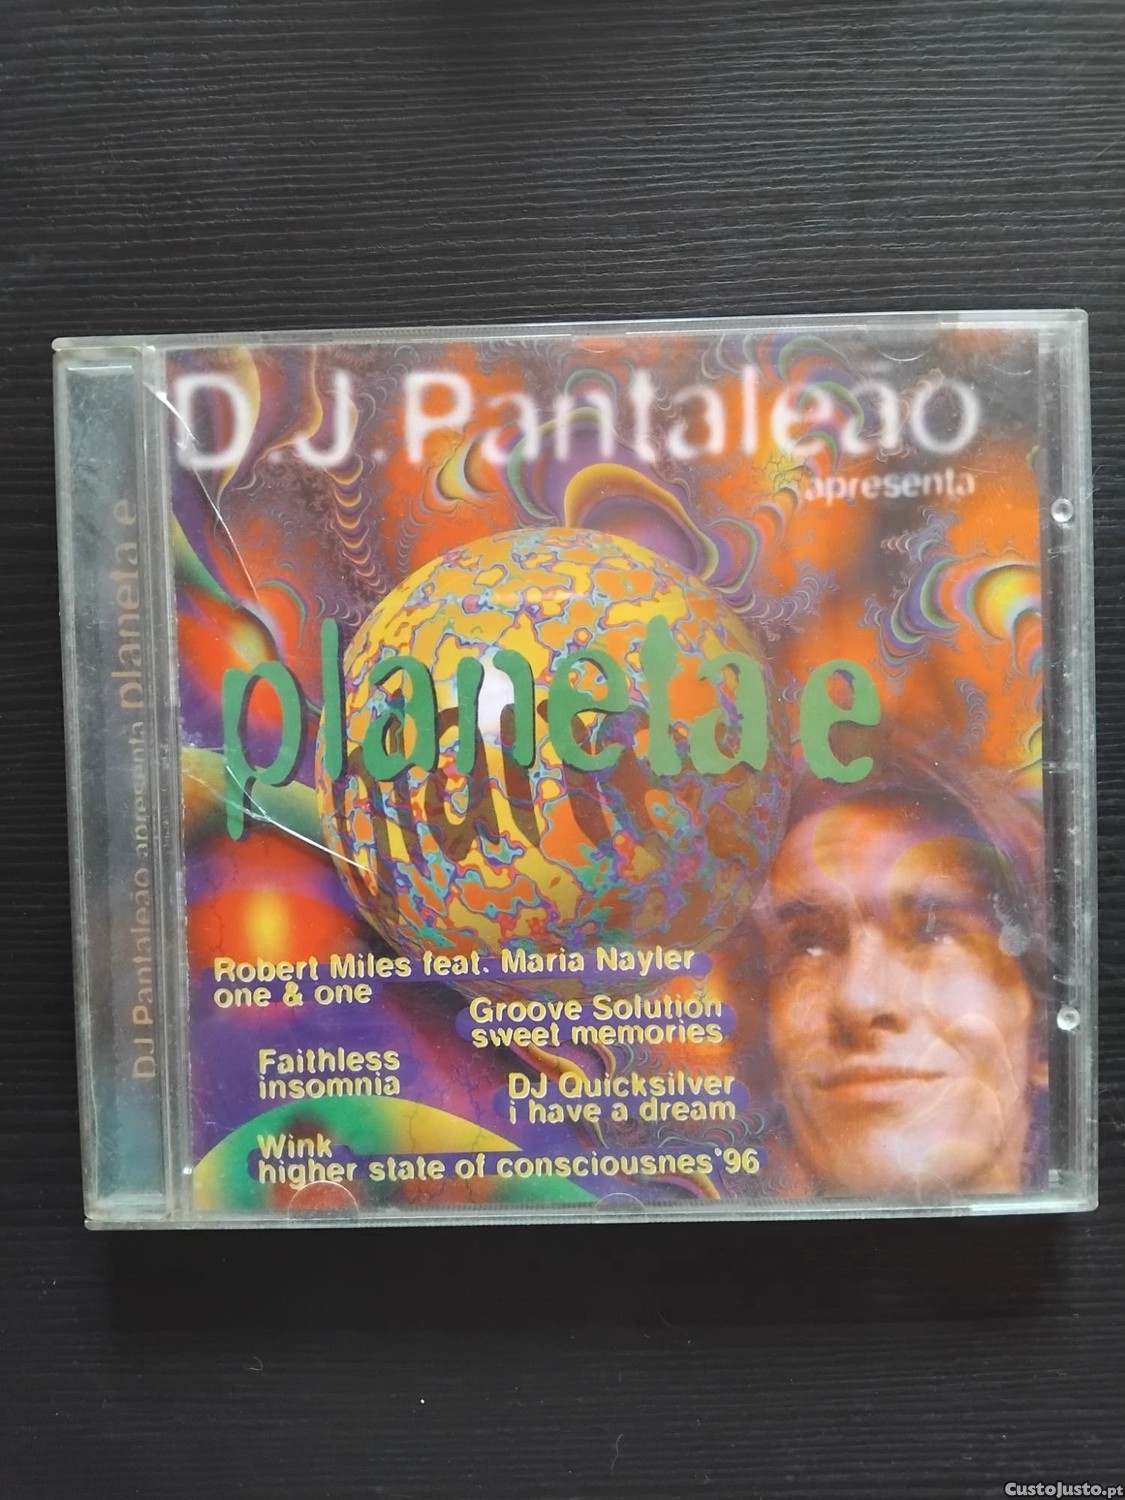 D.J.Pantaleão
apresenta
planeta e
DJ Pantaleão apresenta planeta e
Robert Miles feat. Maria Nayler
one & one
Groove Solution
sweet memories
Faithless
insomnia
DJ Quicksilver
i have a dream
Wink
higher state of consciousnes'96
CustoJusto.pt